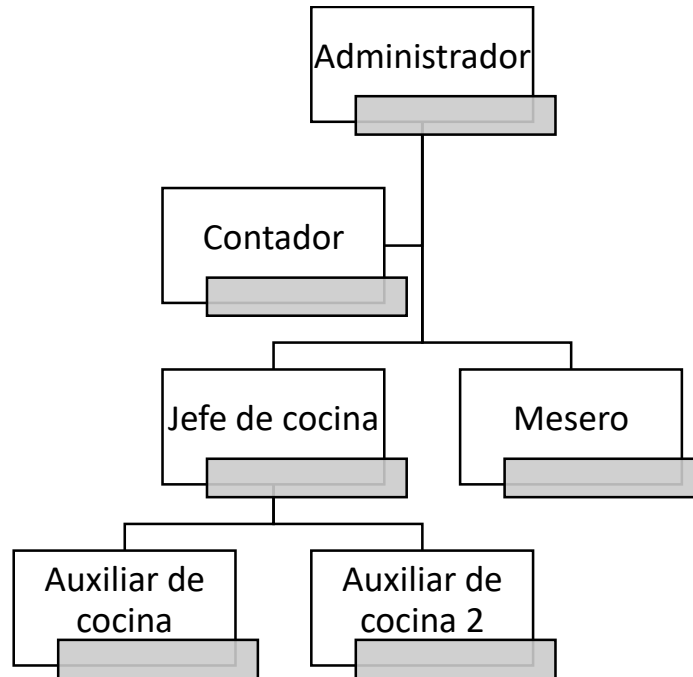 Administrador
Contador
Jefe de cocina
Mesero
Auxiliar de
cocina
Auxiliar de
cocina 2